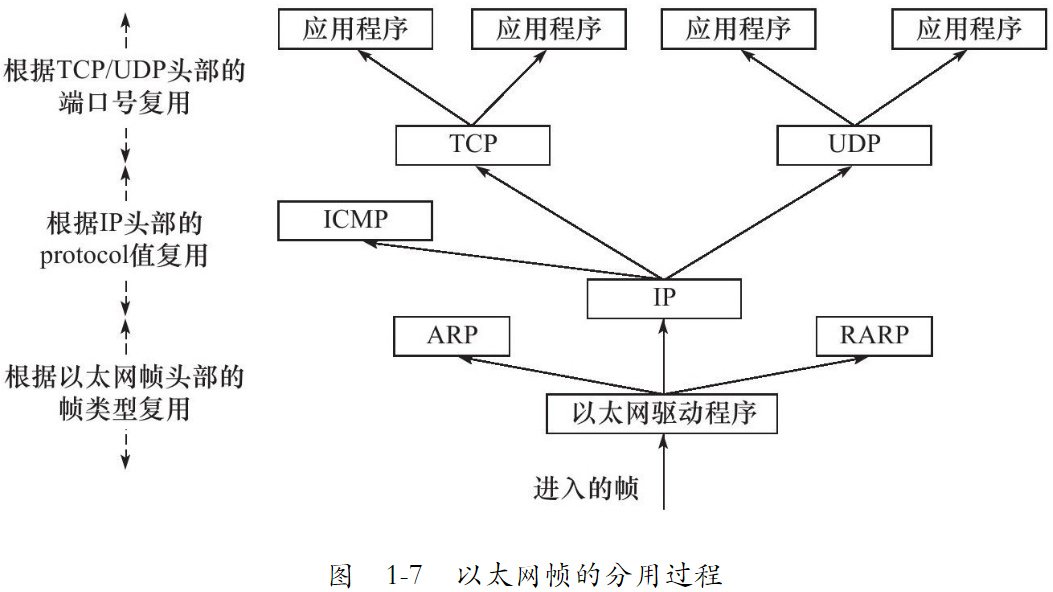 应用程序 应用程序 应用程序 应用程序
根据TCP/UDP头部的
端口号复用
TCP UDP
ICMP
根据IP头部的
protocol值复用
IP
ARP RARP
根据以太网帧头部的
帧类型复用
以太网驱动程序
进入的帧
图 1-7 以太网帧的分用过程